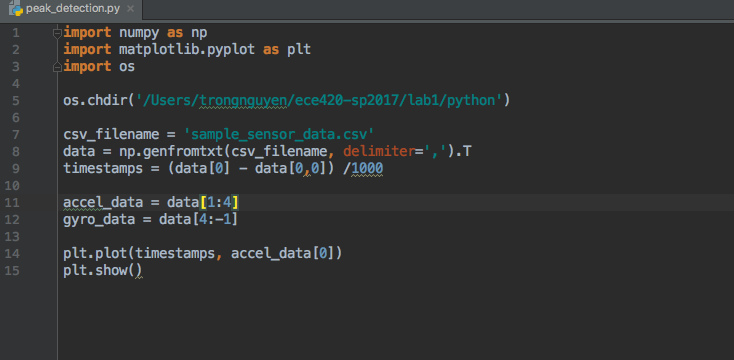 peak_detection.py ×
1 import numpy as np
2 import matplotlib.pyplot as plt
3 import os
4
5 os.chdir('/Users/trongnguyen/ece420-sp2017/lab1/python')
6
7 csv_filename = 'sample_sensor_data.csv'
8 data = np.genfromtxt(csv_filename, delimiter=',').T
9 timestamps = (data[0] - data[0,0]) /1000
10
11 accel_data = data[1:4]
12 gyro_data = data[4:-1]
13
14 plt.plot(timestamps, accel_data[0])
15 plt.show()